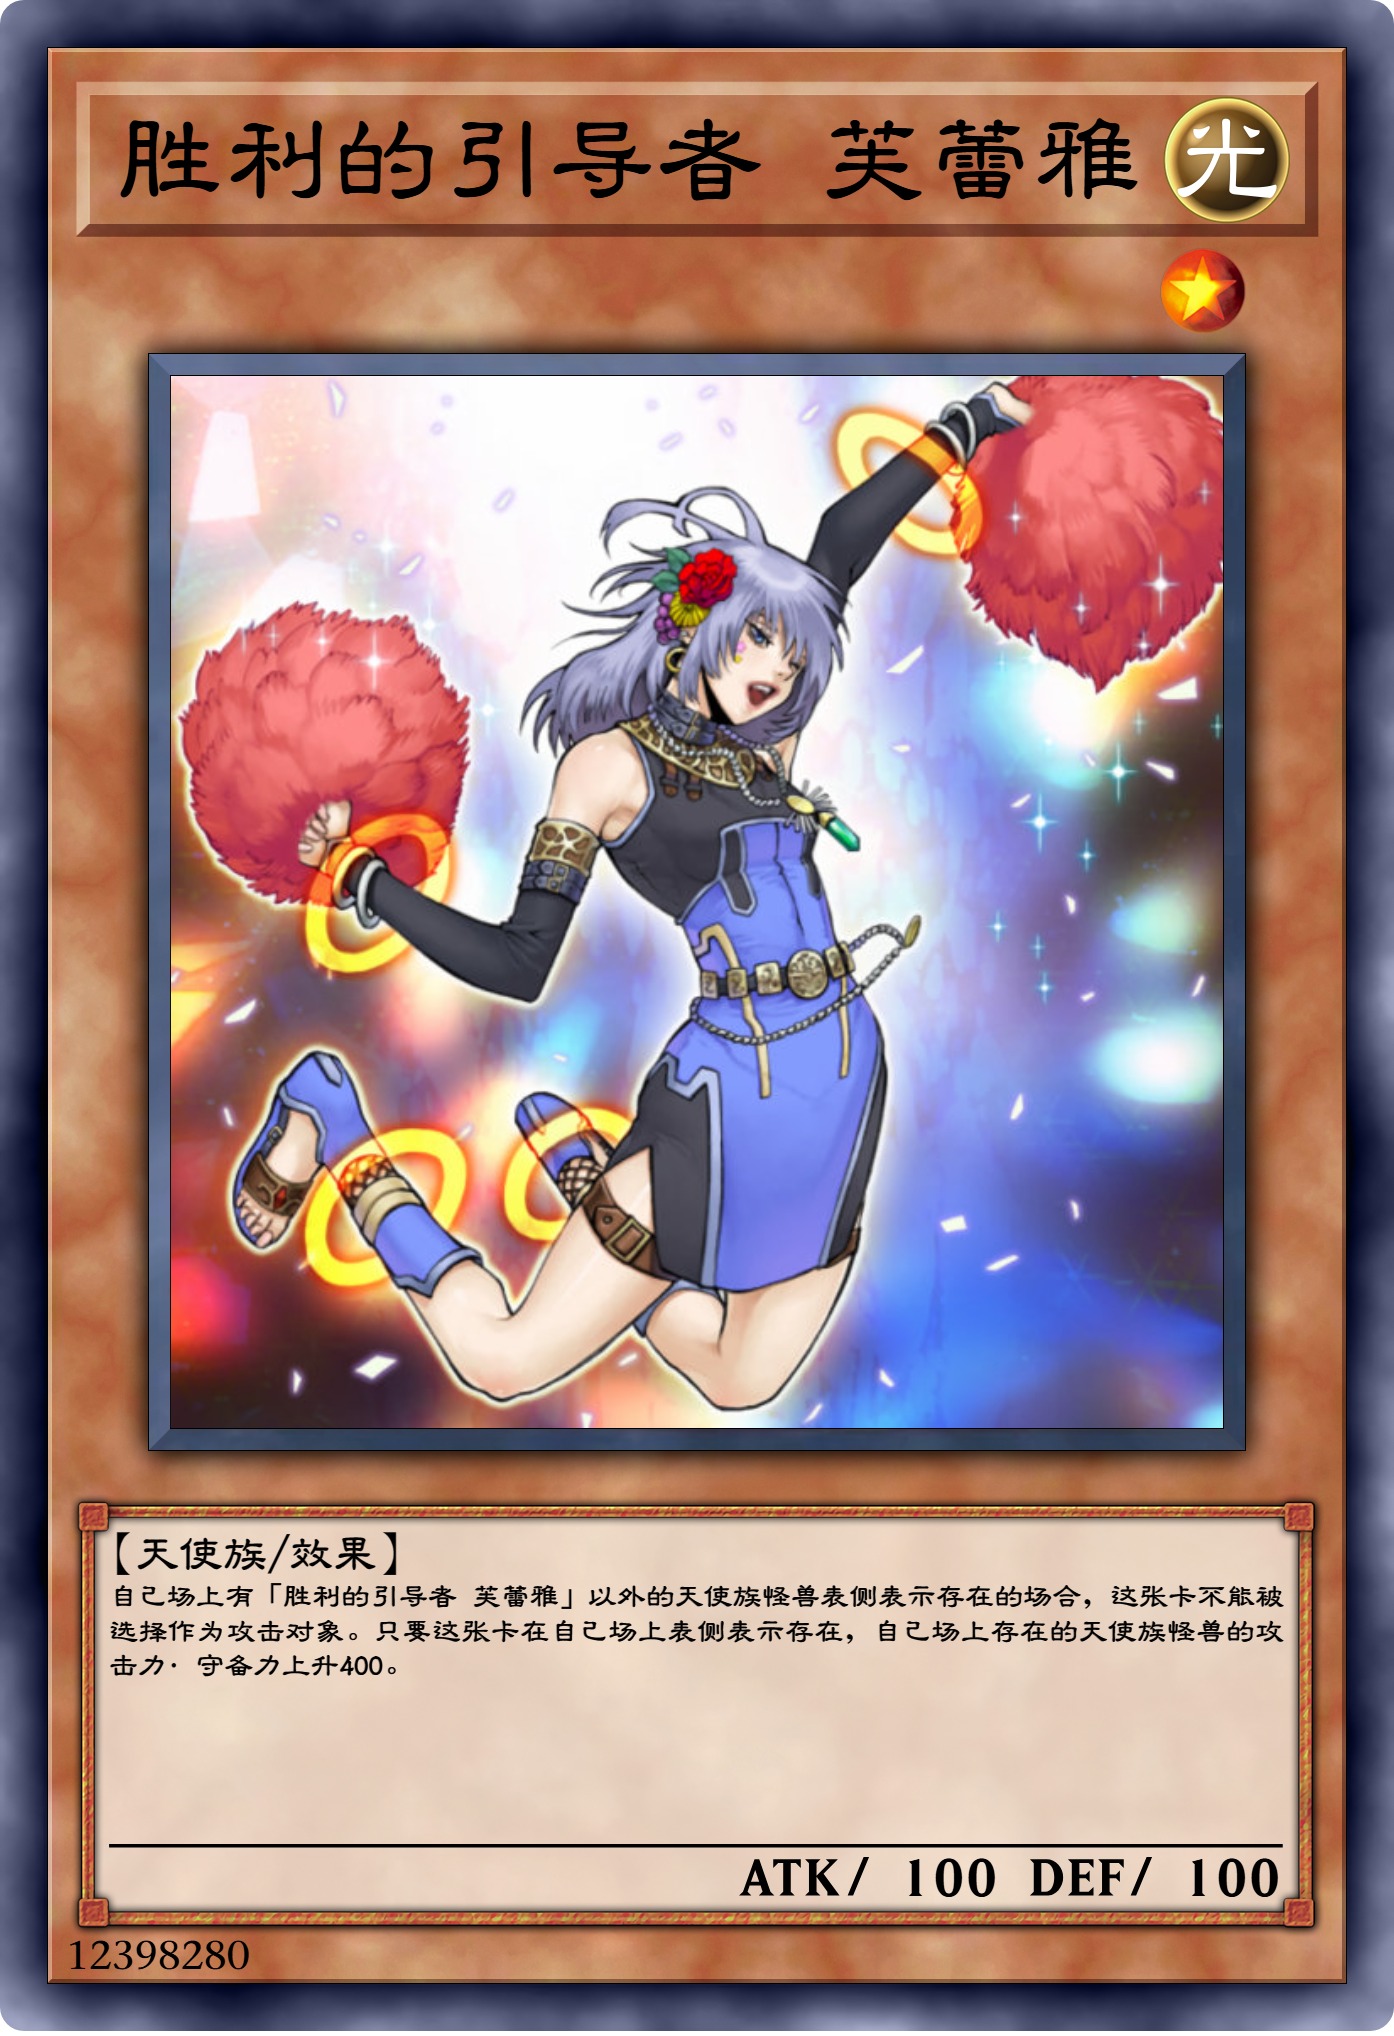 胜利的引导者 芙蕾雅 光
【天使族/效果】
自己场上有「胜利的引导者 芙蕾雅」以外的天使族怪兽表侧表示存在的场合，这张卡不能被
选择作为攻击对象。只要这张卡在自己场上表侧表示存在，自己场上存在的天使族怪兽的攻
击力·守备力上升400。
ATK/ 100 DEF/ 100
12398280